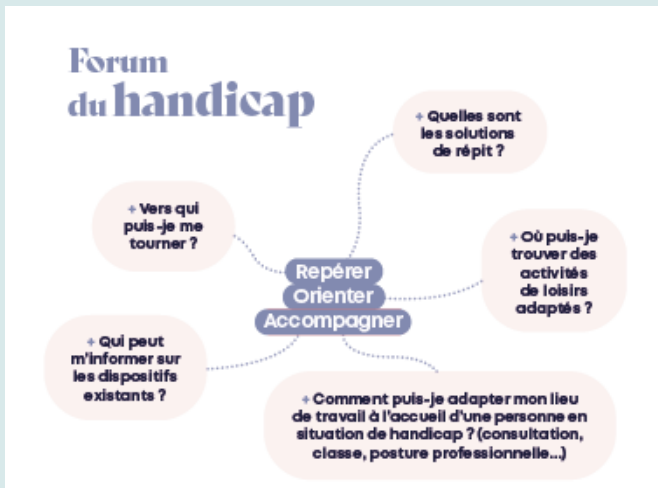 Forum
du handicap
+ Quelles sont
les solutions
de répit ?
+ Vers qui
puis-je me
tourner ?
+ Où puis-je
trouver des
activités
de loisirs
adaptés ?
Repérer
Orienter
Accompagner
+ Qui peut
m'informer sur
les dispositifs
existants ?
+ Comment puis-je adapter mon lieu
de travail à l'accueil d'une personne en
situation de handicap ? (consultation,
classe, posture professionnelle...)